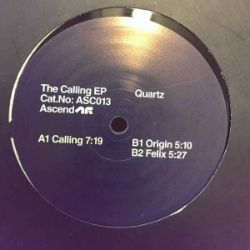 The Calling EP
Quartz
Cat.No: ASC013
Ascend
A1 Calling 7:19
B1 Origin 5:10
B2 Felix 5:27